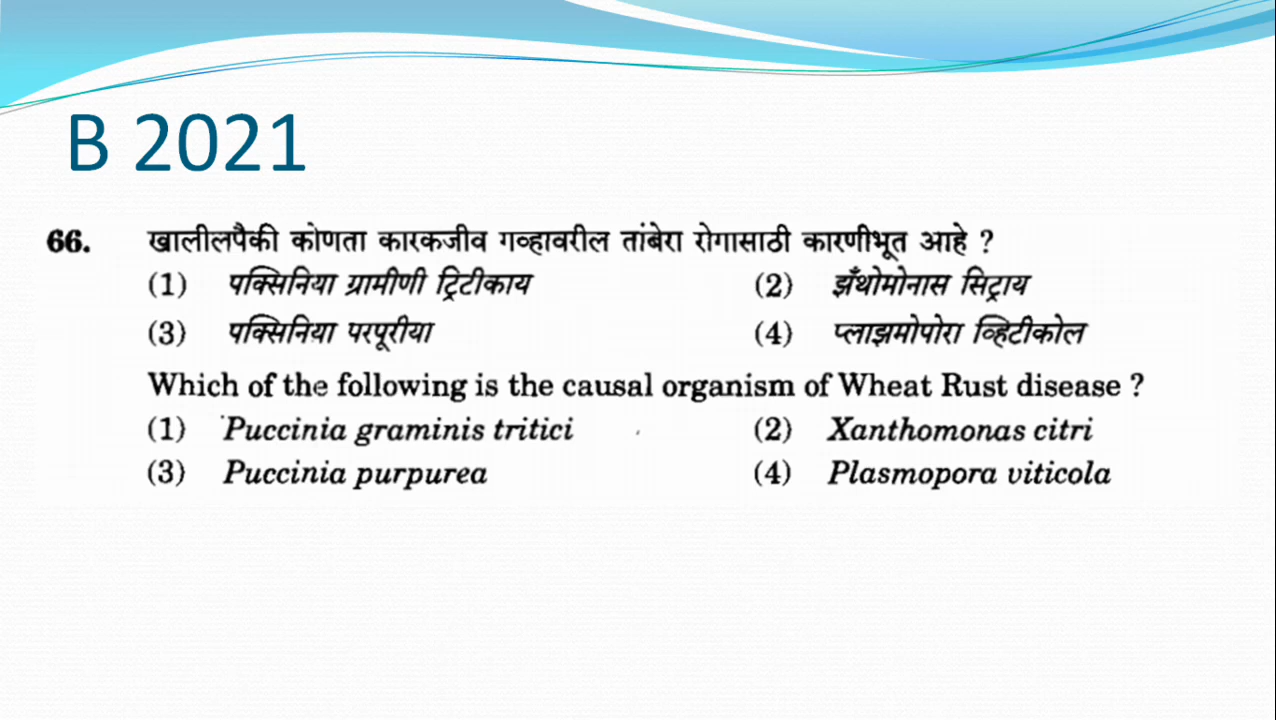 B 2021
66. खालीलपैकी कोणता कारकजीव गव्हावरील तांबेरा रोगासाठी कारणीभूत आहे ?
(1) पक्सिनिया ग्रामीणी ट्रिटीकाय (2) झँथोमोनास सिट्राय
(3) पक्सिनिया परपूरीया (4) प्लाझमोपोरा व्हिटीकोल
Which of the following is the causal organism of Wheat Rust disease ?
(1) Puccinia graminis tritici (2) Xanthomonas citri
(3) Puccinia purpurea (4) Plasmopora viticola